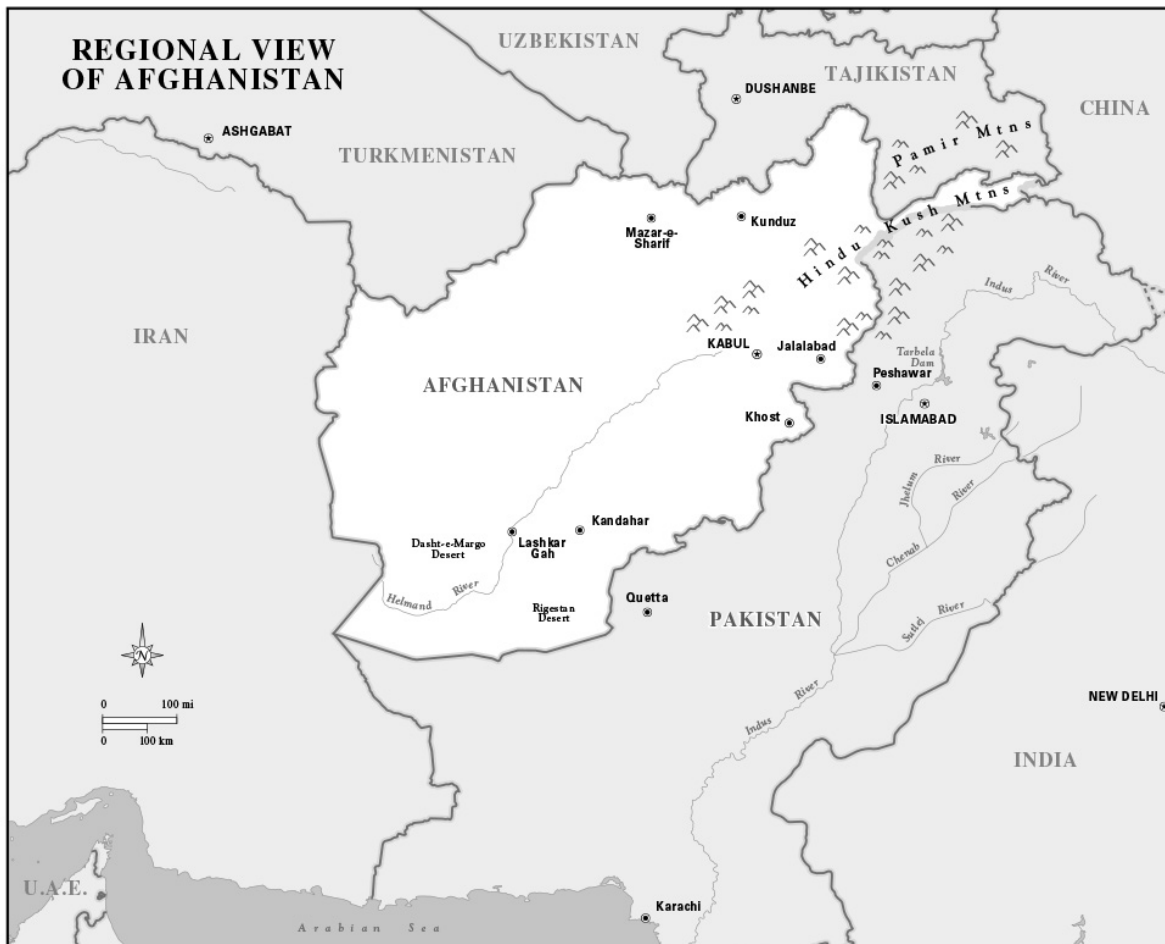 REGIONAL VIEW
OF AFGHANISTAN
UZBEKISTAN
TAJIKISTAN
DUSHANBE
CHINA
ASHGABAT
TURKMENISTAN
Pamir Mtns
Mazar-e-
Sharif
Kunduz
Hindu Kush Mtns
Indus River
IRAN
KABUL
Jalalabad
Tarbela
Dam
Peshawar
AFGHANISTAN
ISLAMABAD
Khost
Jhelum River
Chenab River
Kandahar
Lashkar
Gah
Dasht-e-Margo
Desert
Helmand River
Rigestan
Desert
Quetta
PAKISTAN
Sutlej River
N
0 100 mi
0 100 km
Indus River
NEW DELHI
INDIA
U.A.E.
Karachi
Arabian Sea